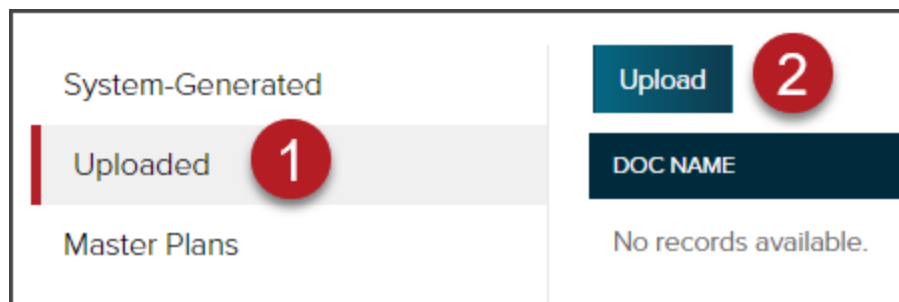 System-Generated
Uploaded 1
Master Plans
Upload 2
DOC NAME
No records available.